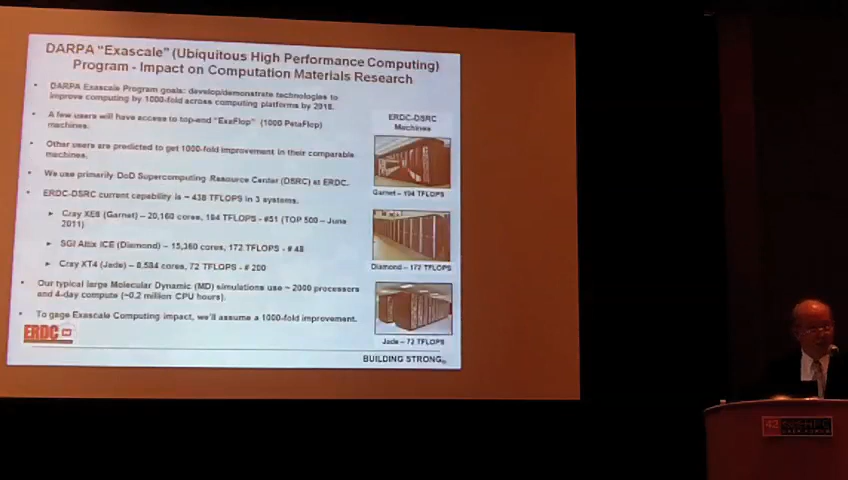 DARPA "Exascale" (Ubiquitous High Performance Computing)
Program - Impact on Computation Materials Research
• DARPA Exascale Program goals: develop/demonstrate technologies to
improve computing by 1000-fold across computing platforms by 2018.
• A few users will have access to top-end "ExaFlop" (1000 PetaFlop)
machines.
• Other users are predicted to get 1000-fold improvement in their comparable
machines.
• We use primarily DoD Supercomputing Resource Center (DSRC) at ERDC.
• ERDC-DSRC current capability is ~ 438 TFLOPS in 3 systems.
► Cray XE6 (Garnet) – 20,160 cores, 194 TFLOPS - #51 (TOP 500 – June
2011)
► SGI Altix ICE (Diamond) – 15,360 cores, 172 TFLOPS - # 48
► Cray XT4 (Jade) – 8,584 cores, 72 TFLOPS - # 200
• Our typical large Molecular Dynamic (MD) simulations use ~ 2000 processors
and 4-day compute (~0.2 million CPU hours).
• To gage Exascale Computing impact, we'll assume a 1000-fold improvement.
ERDC-DSRC
Machines
Garnet – 194 TFLOPS
Diamond – 172 TFLOPS
Jade – 72 TFLOPS
ERDC
BUILDING STRONG®
42 HPC
USER FORUM